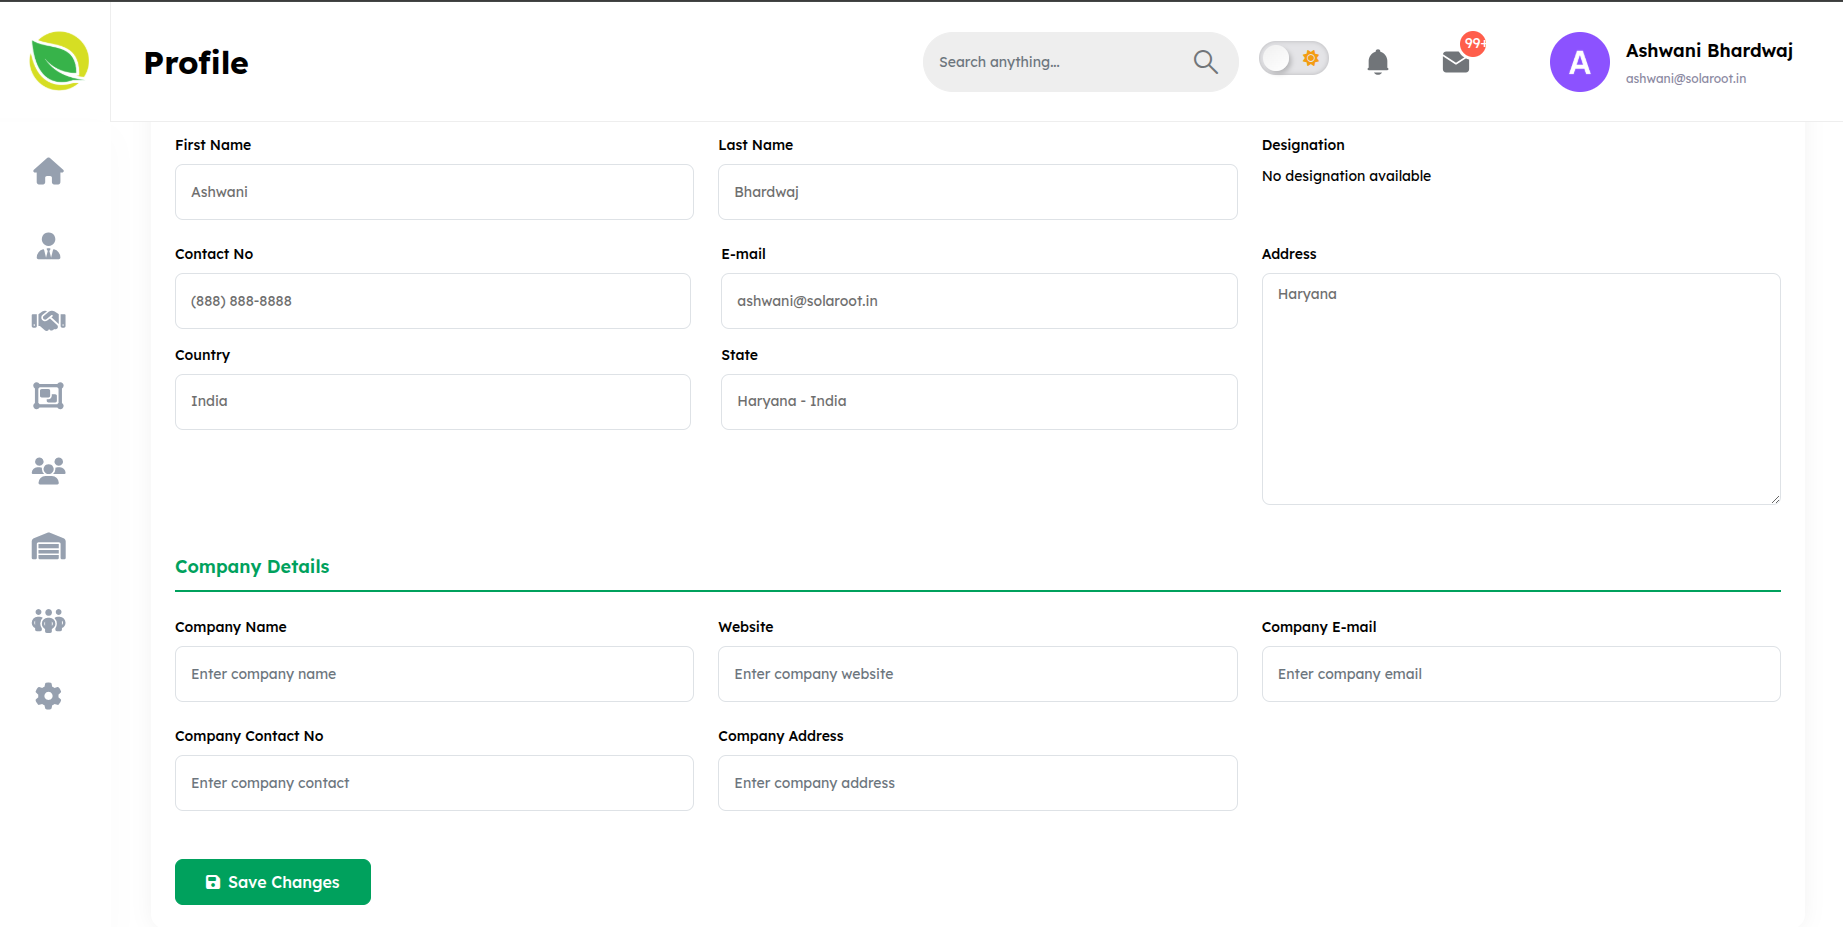 Profile
Search anything...
99+
A
Ashwani Bhardwaj
ashwani@solaroot.in
First Name
Last Name
Designation
Ashwani
Bhardwaj
No designation available
Contact No
E-mail
Address
(888) 888-8888
ashwani@solaroot.in
Haryana
Country
State
India
Haryana - India
Company Details
Company Name
Website
Company E-mail
Enter company name
Enter company website
Enter company email
Company Contact No
Company Address
Enter company contact
Enter company address
Save Changes